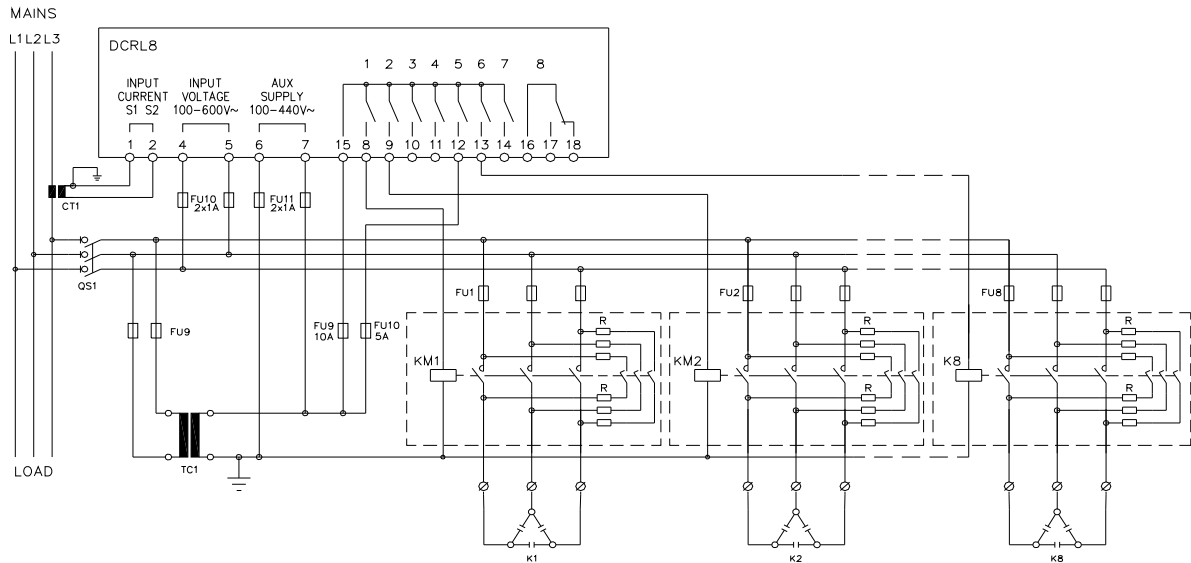 MAINS
L1 L2 L3
DCRL8
1 2 3 4 5 6 7 8
INPUT
CURRENT
S1 S2
INPUT
VOLTAGE
100-600V~
AUX
SUPPLY
100-440V~
1 2 4 5 6 7 15 8 9 10 11 12 13 14 16 17 18
CT1
FU10
2x1A
FU11
2x1A
QS1
FU1
FU2
FU8
FU9
FU9
10A
FU10
5A
R
R
R
KM1
KM2
K8
R
R
R
TC1
LOAD
K1
K2
K8